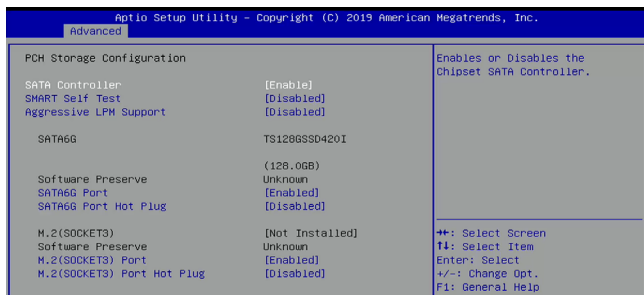 Aptio Setup Utility – Copyright (C) 2019 American Megatrends, Inc.
Advanced
PCH Storage Configuration
SATA Controller [Enable]
SMART Self Test [Disabled]
Aggressive LPM Support [Disabled]
SATA6G TS128GSSD420I
(128.0GB)
Software Preserve Unknown
SATA6G Port [Enabled]
SATA6G Port Hot Plug [Disabled]
M.2(SOCKET3) [Not Installed]
Software Preserve Unknown
M.2(SOCKET3) Port [Enabled]
M.2(SOCKET3) Port Hot Plug [Disabled]
Enables or Disables the
Chipset SATA Controller.
→←: Select Screen
↑↓: Select Item
Enter: Select
+/-: Change Opt.
F1: General Help